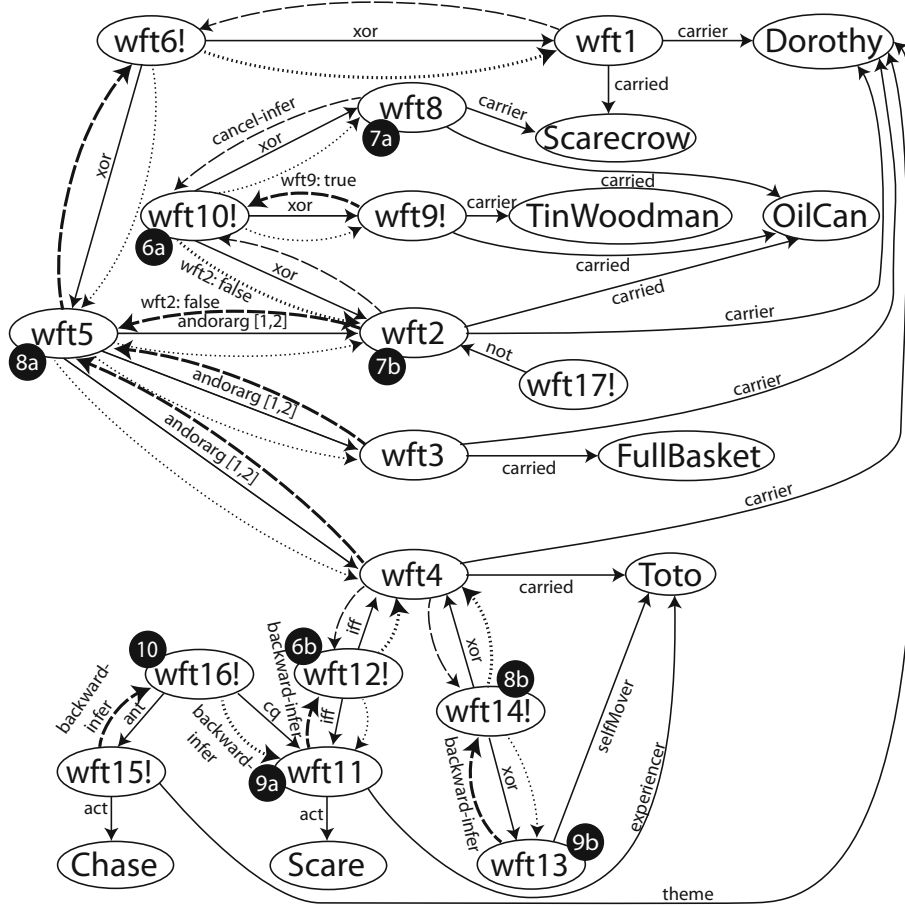 wft6!
xor
wft1
carrier
Dorothy
carried
cancel-infer
wft8
7a
carrier
Scarecrow
xor
xor
wft9: true
carried
wft10!
6a
xor
wft9!
carrier
TinWoodman
OilCan
carried
xor
wft2: false
carried
wft2: false
wft5
8a
andorarg [1,2]
wft2
7b
carrier
not
wft17!
andorarg [1,2]
wft3
carrier
carried
FullBasket
andorarg [1,2]
carrier
wft4
carried
Toto
iff
xor
10
wft16!
6b
wft12!
8b
wft14!
backward-
infer
ant
cq
backward-infer
iff
backward-
infer
selfMover
wft15!
9a
wft11
backward-infer
xor
experiencer
act
act
9b
wft13
Chase
Scare
theme